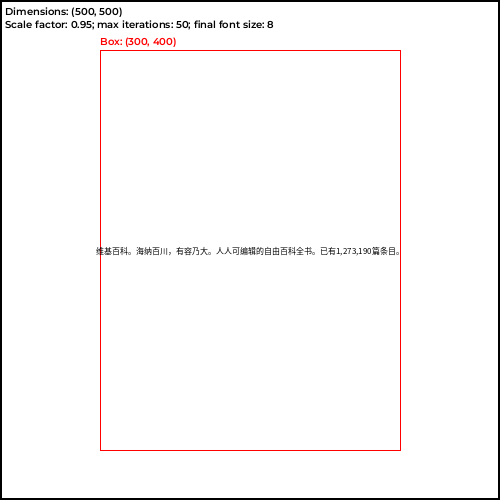 Dimensions: (500, 500)
Scale factor: 0.95; max iterations: 50; final font size: 8
Box: (300, 400)
维基百科。海纳百川，有容乃大。人人可编辑的自由百科全书。已有1,273,190篇条目。